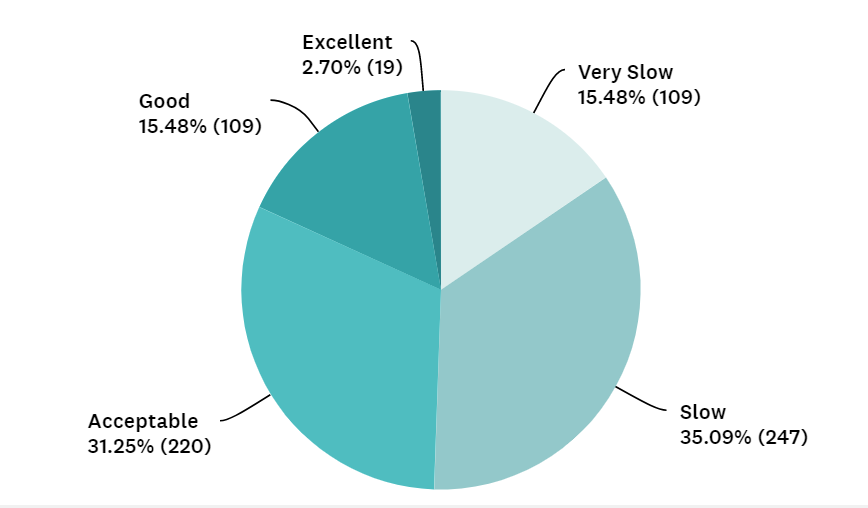 Excellent
2.70% (19)
Very Slow
15.48% (109)
Good
15.48% (109)
Slow
35.09% (247)
Acceptable
31.25% (220)